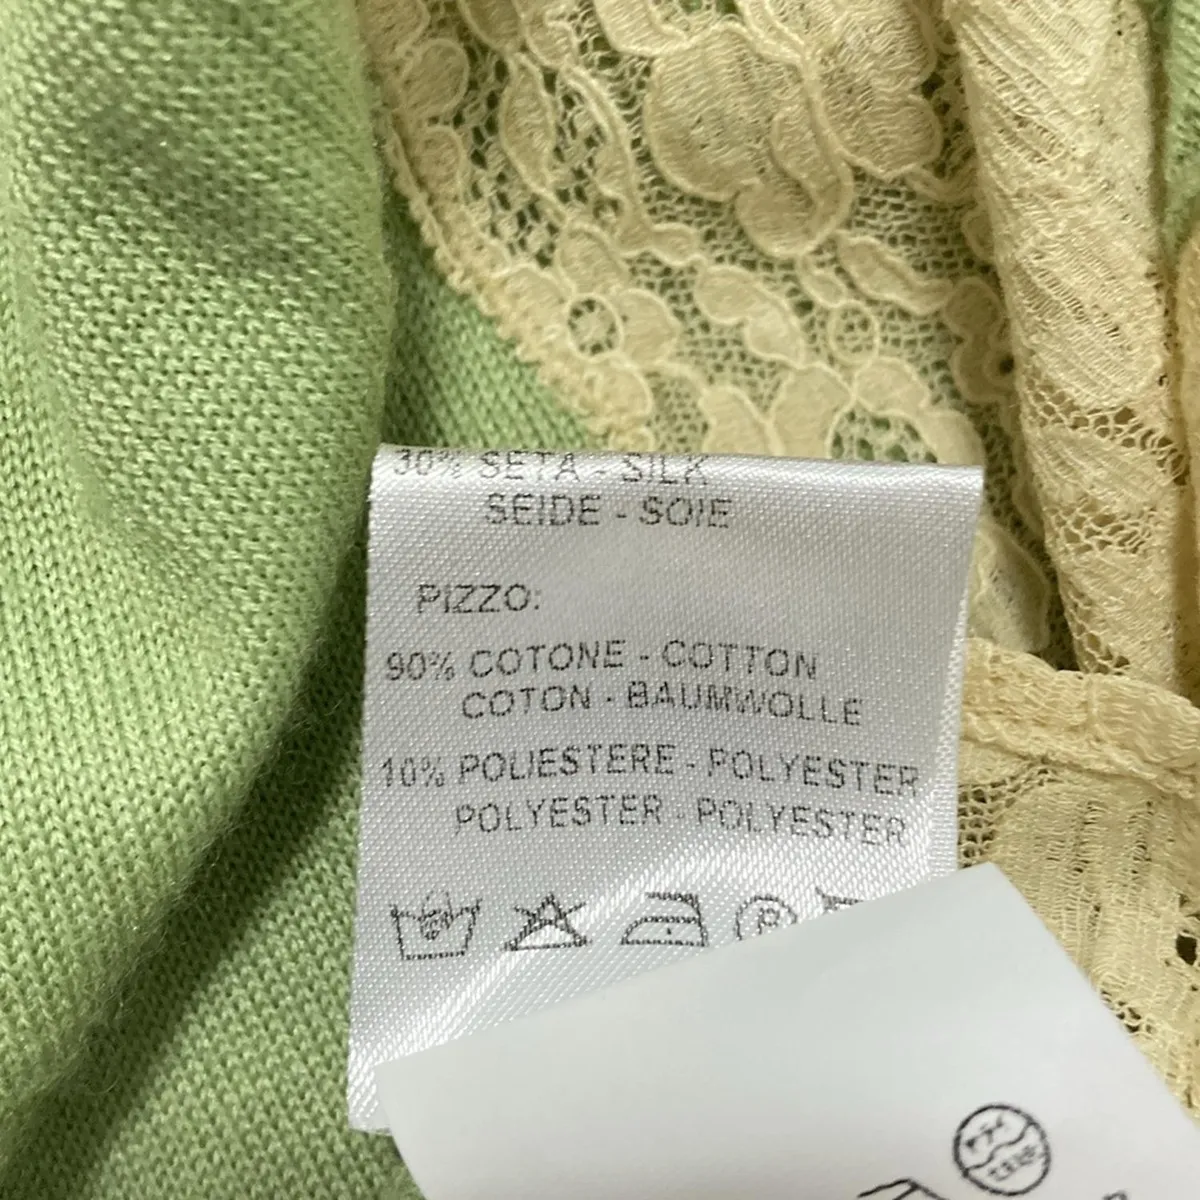 30% SETA - SILK
SEIDE - SOIE
PIZZO:
90% COTONE - COTTON
COTON - BAUMWOLLE
10% POLIESTERE - POLYESTER
POLYESTER - POLYESTER
P